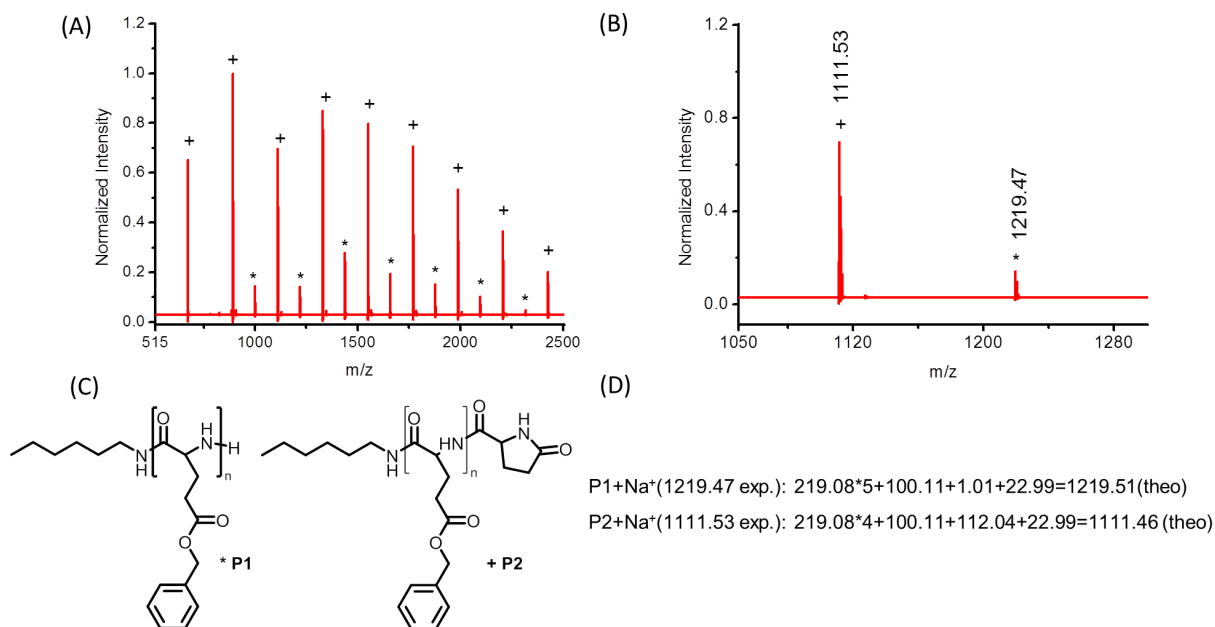 (A)
Normalized Intensity
1.2
1.0
0.8
0.6
0.4
0.2
0.0
+
+
+
+
+
+
+
+
+
*
*
*
*
*
*
*
515
1000
1500
2000
2500
m/z
(B)
Normalized Intensity
1.2
0.8
0.4
0.0
+ 1111.53
* 1219.47
1050
1120
1200
1280
m/z
(C)
O
H
N
H
N
H
n
O
O
* P1
O
H
N
N
H
n
O
H
N
O
O
O
+ P2
(D)
P1+Na⁺(1219.47 exp.): 219.08*5+100.11+1.01+22.99=1219.51(theo)
P2+Na⁺(1111.53 exp.): 219.08*4+100.11+112.04+22.99=1111.46 (theo)